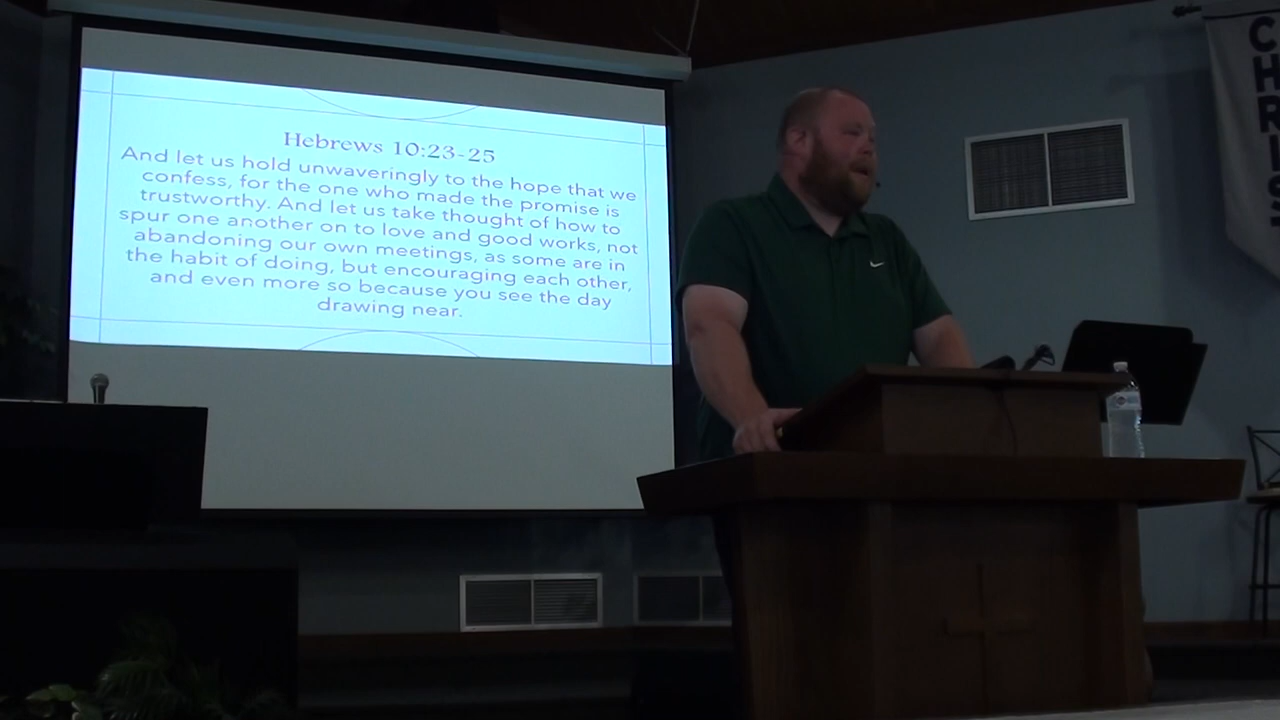 Hebrews 10:23-25
And let us hold unwaveringly to the hope that we
confess, for the one who made the promise is
trustworthy. And let us take thought of how to
spur one another on to love and good works, not
abandoning our own meetings, as some are in
the habit of doing, but encouraging each other,
and even more so because you see the day
drawing near.
CHRIS